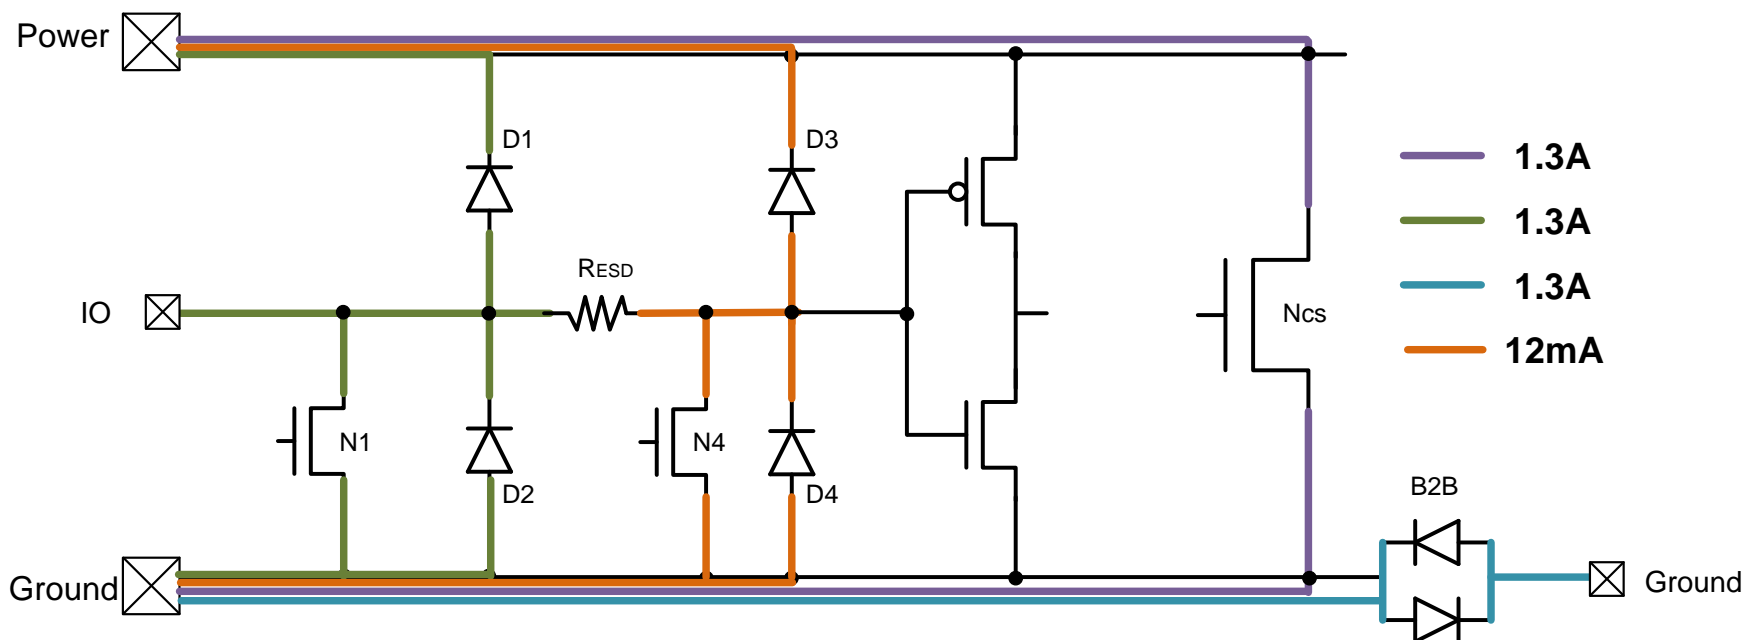 Power
D1
D3
1.3A
1.3A
RESD
IO
1.3A
Ncs
12mA
N1
N4
D2
D4
B2B
Ground
Ground